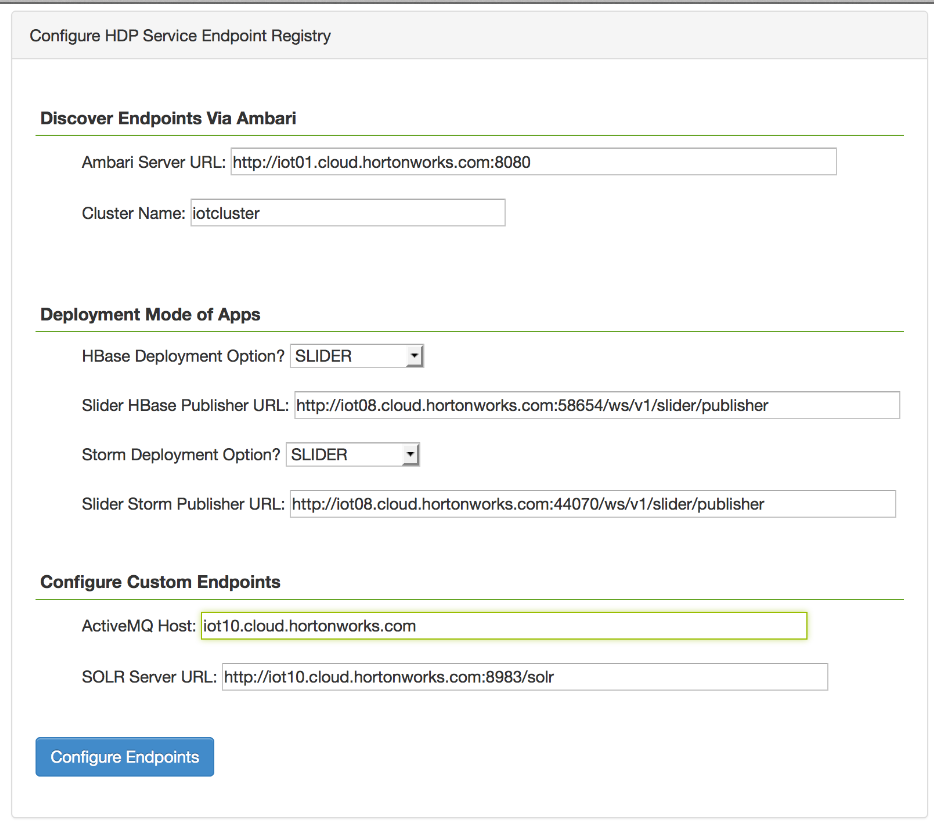 Configure HDP Service Endpoint Registry
Discover Endpoints Via Ambari
Ambari Server URL: http://iot01.cloud.hortonworks.com:8080
Cluster Name: iotcluster
Deployment Mode of Apps
HBase Deployment Option? SLIDER
Slider HBase Publisher URL: http://iot08.cloud.hortonworks.com:58654/ws/v1/slider/publisher
Storm Deployment Option? SLIDER
Slider Storm Publisher URL: http://iot08.cloud.hortonworks.com:44070/ws/v1/slider/publisher
Configure Custom Endpoints
ActiveMQ Host: iot10.cloud.hortonworks.com
SOLR Server URL: http://iot10.cloud.hortonworks.com:8983/solr
Configure Endpoints